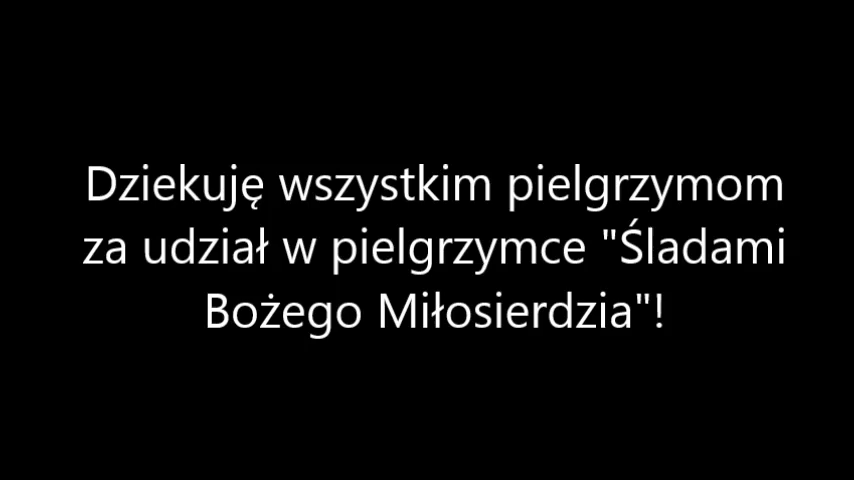 Dziekuję wszystkim pielgrzymom
za udział w pielgrzymce "Śladami
Bożego Miłosierdzia"!